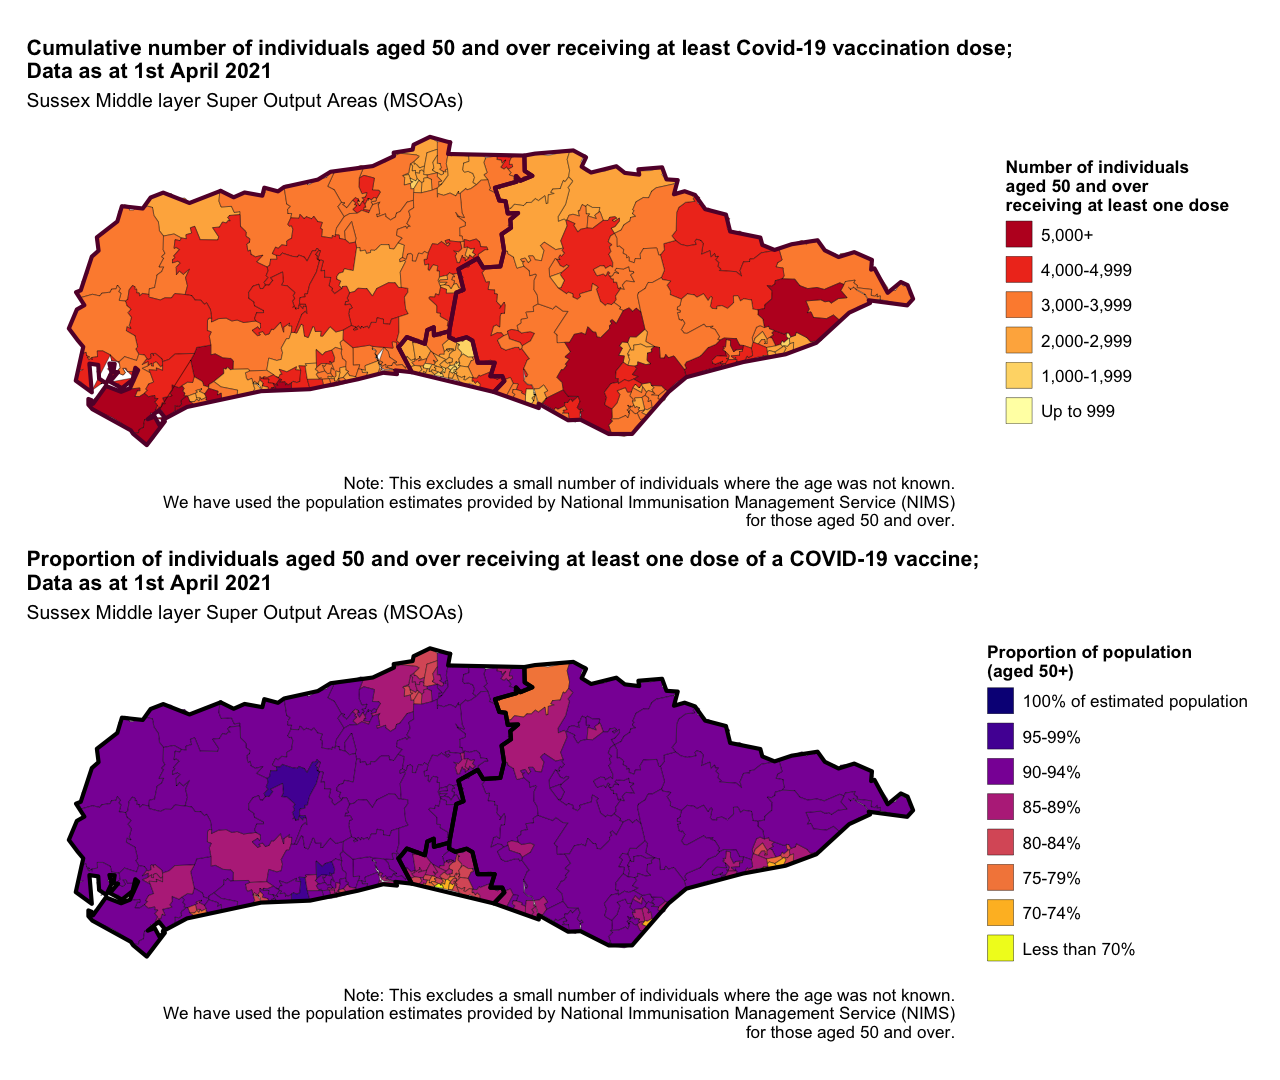 Cumulative number of individuals aged 50 and over receiving at least Covid-19 vaccination dose;
Data as at 1st April 2021
Sussex Middle layer Super Output Areas (MSOAs)
Number of individuals
aged 50 and over
receiving at least one dose
5,000+
4,000-4,999
3,000-3,999
2,000-2,999
1,000-1,999
Up to 999
Note: This excludes a small number of individuals where the age was not known.
We have used the population estimates provided by National Immunisation Management Service (NIMS)
for those aged 50 and over.
Proportion of individuals aged 50 and over receiving at least one dose of a COVID-19 vaccine;
Data as at 1st April 2021
Sussex Middle layer Super Output Areas (MSOAs)
Proportion of population
(aged 50+)
100% of estimated population
95-99%
90-94%
85-89%
80-84%
75-79%
70-74%
Less than 70%
Note: This excludes a small number of individuals where the age was not known.
We have used the population estimates provided by National Immunisation Management Service (NIMS)
for those aged 50 and over.